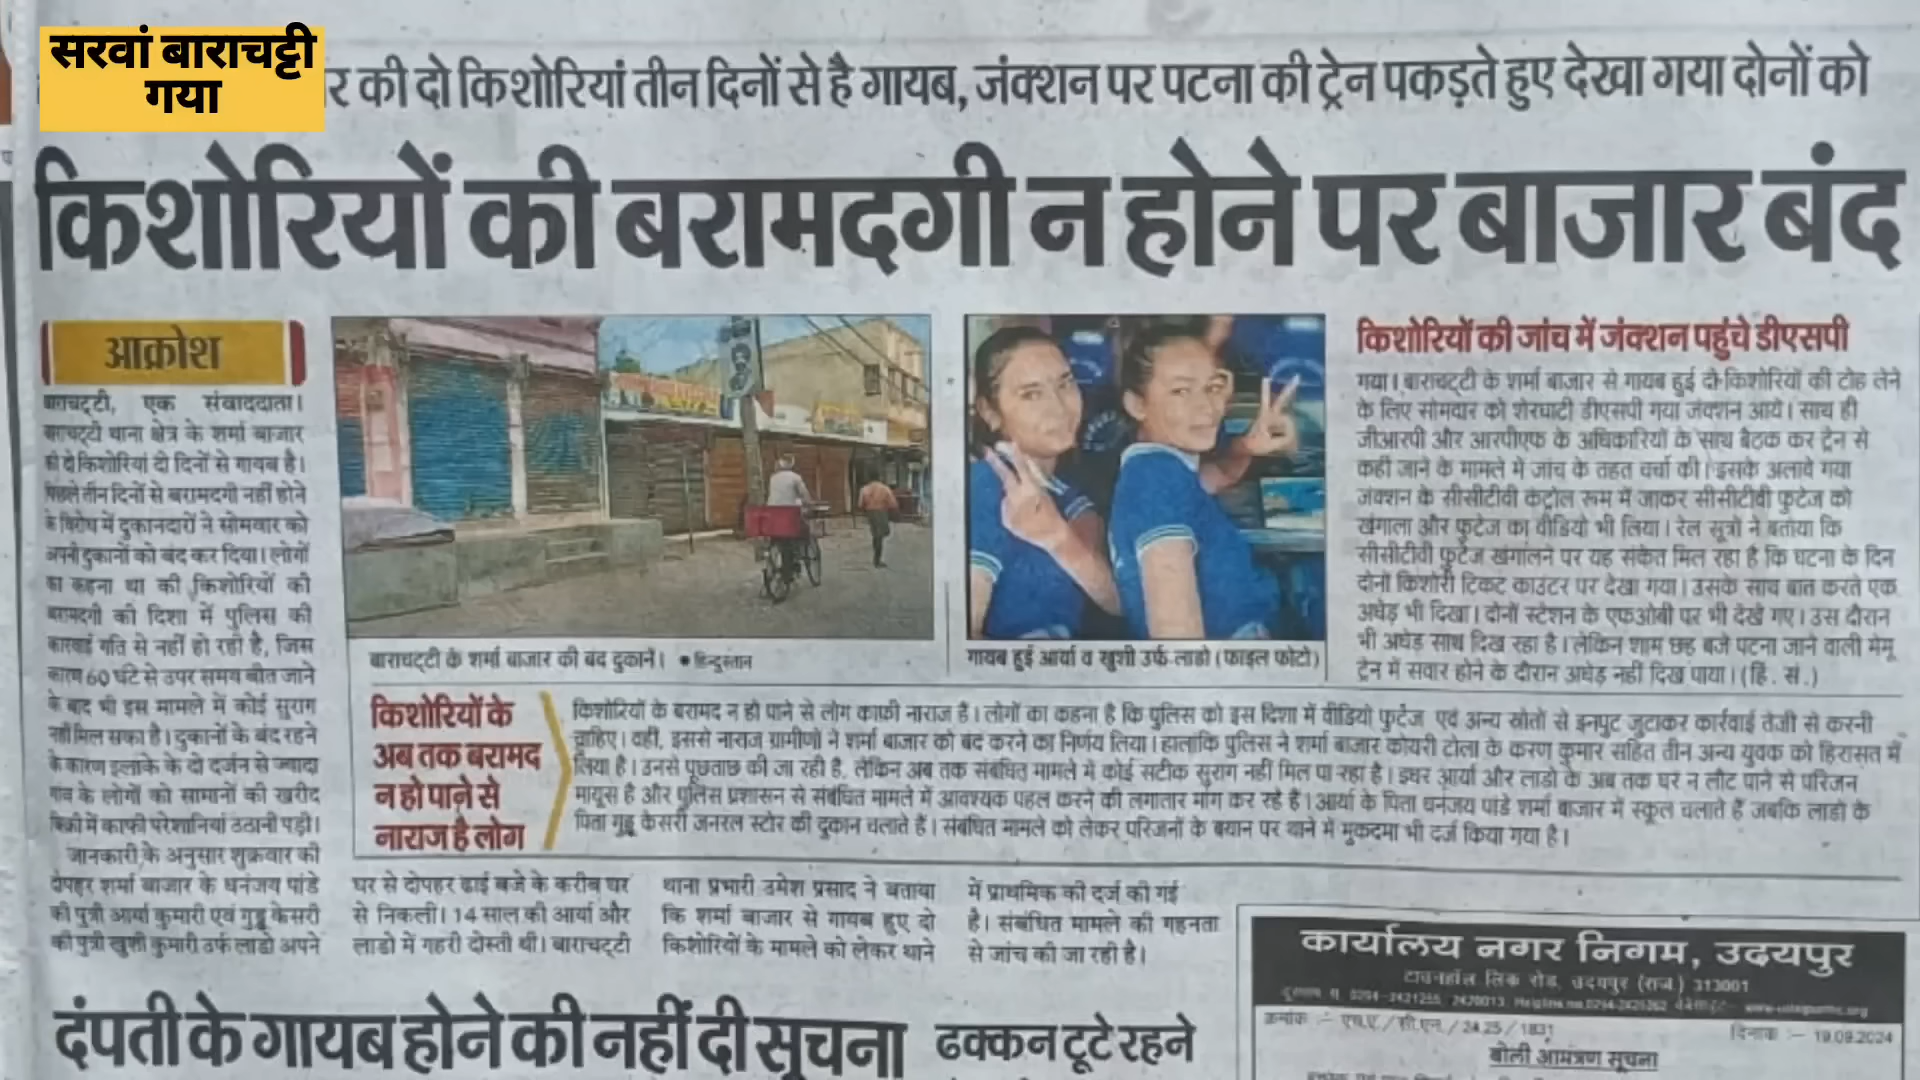 सरवां बाराचट्टी
गया
र की दो किशोरियां तीन दिनों से है गायब, जंक्शन पर पटना की ट्रेन पकड़ते हुए देखा गया दोनों को
किशोरियों की बरामदगी न होने पर बाजार बंद
आक्रोश
बाराचट्टी, एक संवाददाता।
बाराचट्टी थाना क्षेत्र के शर्मा बाजार
की दो किशोरियां दो दिनों से गायब है।
पहले तीन दिनों से बरामदगी नहीं होने
के विरोध में दुकानदारों ने सोमवार को
अपनी दुकानों को बंद कर दिया। लोगों
का कहना था की किशोरियों की
बरामदगी की दिशा में पुलिस की
कारवाई गति से नहीं हो रही है, जिस
कारण 60 घंटे से उपर समय बीत जाने
के बाद भी इस मामले में कोई सुराग
नहीं मिल सका है। दुकानों के बंद रहने
के कारण इलाके के दो दर्जन से ज्यादा
गांव के लोगों को सामानों की खरीद
बिक्री में काफी परेशानियां उठानी पड़ी।
जानकारी के अनुसार शुक्रवार की
दोपहर शर्मा बाजार के धनंजय पांडे
की पुत्री आर्या कुमारी एवं गुड्डू केसरी
की पुत्री खुशी कुमारी उर्फ लाडो अपने
बाराचट्टी के शर्मा बाजार की बंद दुकानें। ● हिन्दुस्तान
गायब हुई आर्या व खुशी उर्फ लाडो (फाइल फोटो)
किशोरियों की जांच में जंक्शन पहुंचे डीएसपी
गया। बाराचट्टी के शर्मा बाजार से गायब हुई दो किशोरियों की टोह लेने
के लिए सोमवार को शेरघाटी डीएसपी गया जंक्शन आये। साथ ही
जीआरपी और आरपीएफ के अधिकारियों के साथ बैठक कर ट्रेन से
कहीं जाने के मामले में जांच के तहत चर्चा की। इसके अलावे गया
जंक्शन के सीसीटीवी कंट्रोल रूम में जाकर सीसीटीवी फुटेज को
खंगाला और फुटेज का वीडियो भी लिया। रेल सूत्रों ने बताया कि
सीसीटीवी फुटेज खंगालने पर यह संकेत मिल रहा है कि घटना के दिन
दोनों किशोरी टिकट काउंटर पर देखा गया। उसके साथ बात करते एक
अधेड़ भी दिखा। दोनों स्टेशन के एफओबी पर भी देखे गए। उस दौरान
भी अधेड़ साथ दिख रहा है। लेकिन शाम छह बजे पटना जाने वाली मेमू
ट्रेन में सवार होने के दौरान अधेड़ नहीं दिख पाया। (हि. सं.)
किशोरियों के
अब तक बरामद
न हो पाने से
नाराज है लोग
किशोरियों के बरामद न हो पाने से लोग काफी नाराज हैं। लोगों का कहना है कि पुलिस को इस दिशा में वीडियो फुटेज एवं अन्य स्रोतों से इनपुट जुटाकर कार्रवाई तेजी से करनी
चाहिए। वहीं, इससे नाराज ग्रामीणों ने शर्मा बाजार को बंद करने का निर्णय लिया। हालांकि पुलिस ने शर्मा बाजार कोयरी टोला के करण कुमार सहित तीन अन्य युवक को हिरासत में
लिया है। उनसे पूछताछ की जा रही है, लेकिन अब तक संबंधित मामले में कोई सटीक सुराग नहीं मिल पा रहा है। इधर आर्या और लाडो के अब तक घर न लौट पाने से परिजन
मायूस है और पुलिस प्रशासन से संबंधित मामले में आवश्यक पहल करने की लगातार मांग कर रहे हैं। आर्या के पिता धनंजय पांडे शर्मा बाजार में स्कूल चलाते हैं जबकि लाडो के
पिता गुड्डू केसरी जनरल स्टोर की दुकान चलाते हैं। संबंधित मामले को लेकर परिजनों के बयान पर थाने में मुकदमा भी दर्ज किया गया है।
घर से दोपहर ढाई बजे के करीब घर
से निकली। 14 साल की आर्या और
लाडो में गहरी दोस्ती थी। बाराचट्टी
थाना प्रभारी उमेश प्रसाद ने बताया
कि शर्मा बाजार से गायब हुए दो
किशोरियों के मामले को लेकर थाने
में प्राथमिक की दर्ज की गई
है। संबंधित मामले की गहनता
से जांच की जा रही है।
दंपती के गायब होने की नहीं दी सूचना
ढक्कन टूटे रहने
कार्यालय नगर निगम, उदयपुर
टाउनहॉल लिंक रोड, उदयपुर (राज.) 313001
क्रमांक :- एफ.ए./सी.एन./24.25/1831
दिनांक :- 19.09.2024
बोली आमंत्रण सूचना